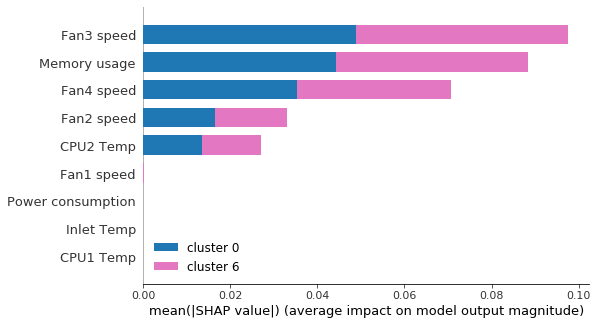 Fan3 speed
Memory usage
Fan4 speed
Fan2 speed
CPU2 Temp
Fan1 speed
Power consumption
Inlet Temp
CPU1 Temp
cluster 0
cluster 6
0.00 0.02 0.04 0.06 0.08 0.10
mean(|SHAP value|) (average impact on model output magnitude)